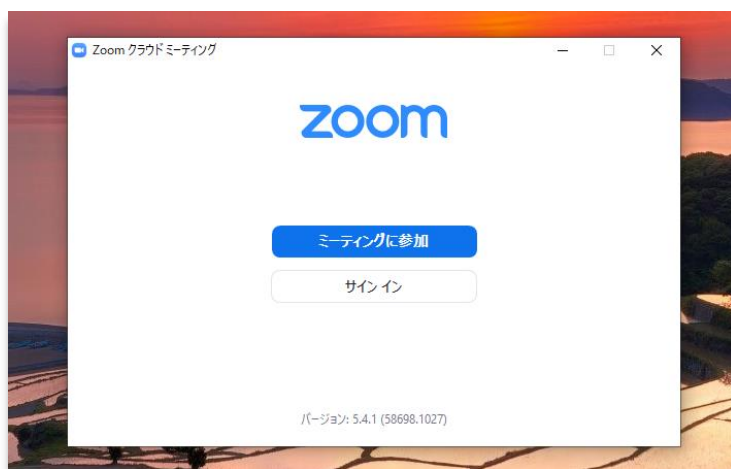 Zoom クラウド ミーティング
zoom
ミーティングに参加
サイン イン
バージョン: 5.4.1 (58698.1027)